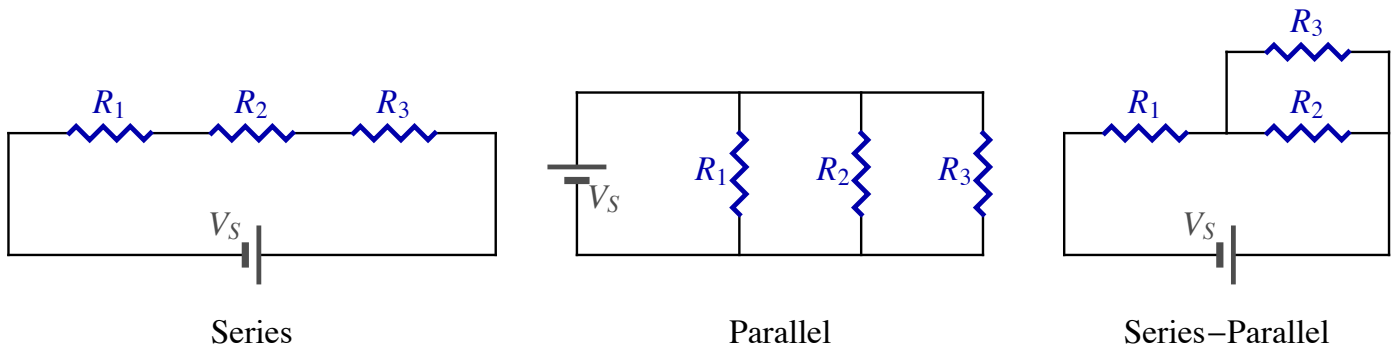 R1 R2 R3
VS
Series
R1 R2 R3
VS
Parallel
R3
R1 R2
VS
Series–Parallel